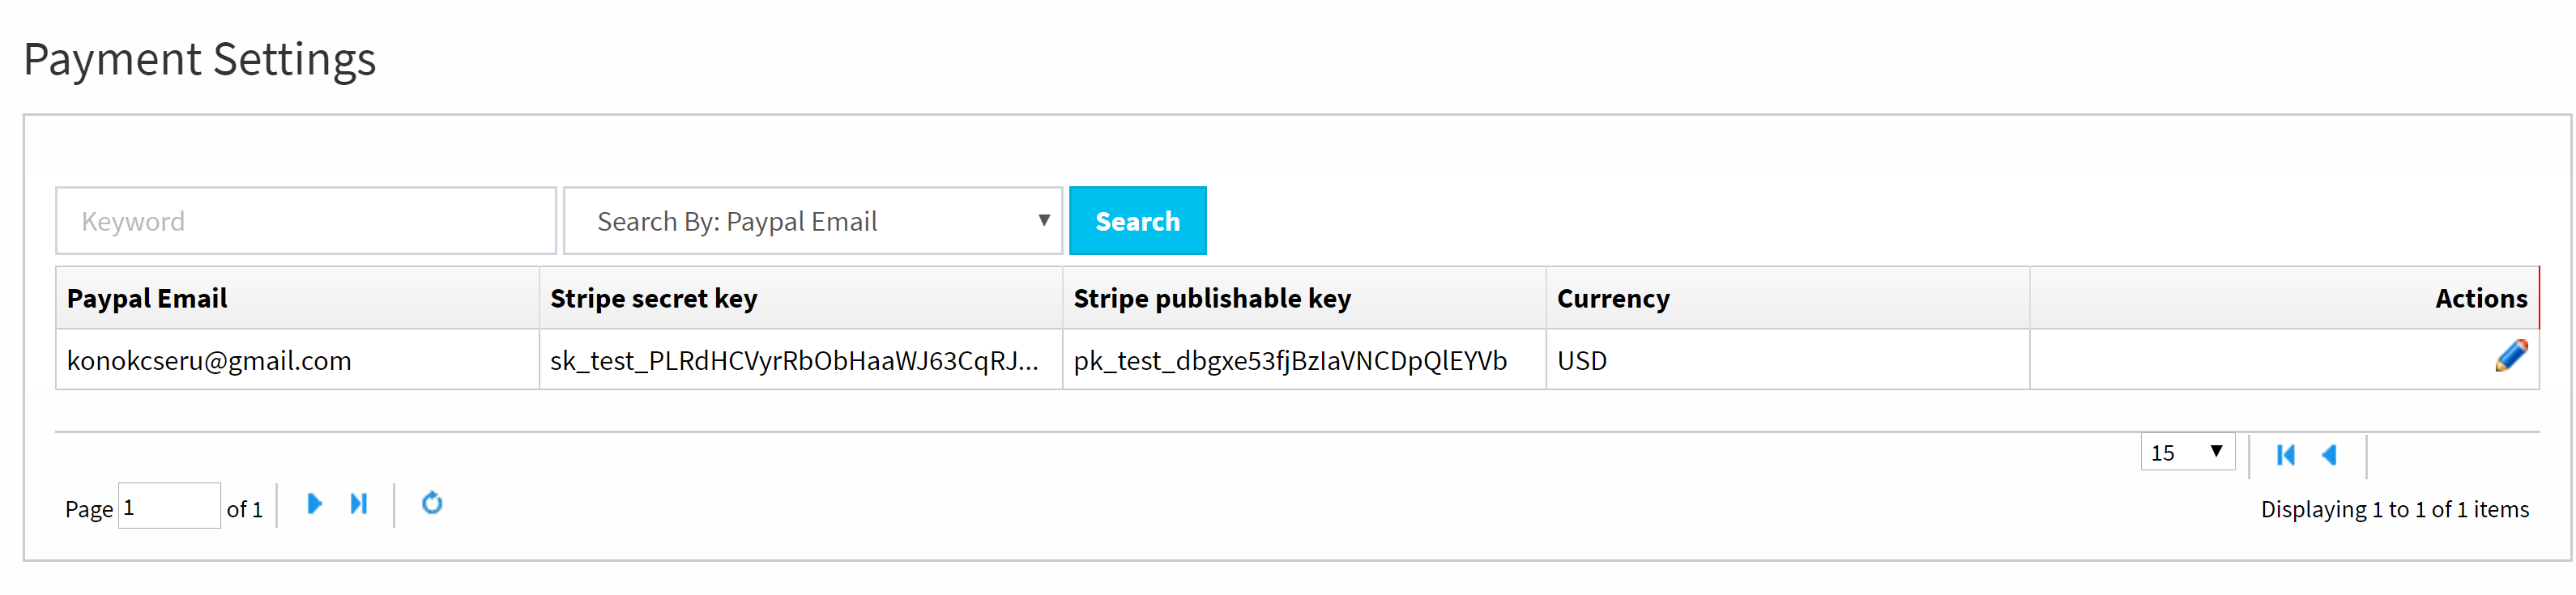 Payment Settings
Keyword
Search By: Paypal Email
Search
Paypal Email
Stripe secret key
Stripe publishable key
Currency
Actions
konokcseru@gmail.com
sk_test_PLRdHCVyrRbObHaaWJ63CqRJ...
pk_test_dbgxe53fjBzIaVNCDpQlEYVb
USD
15
Page 1 of 1
Displaying 1 to 1 of 1 items